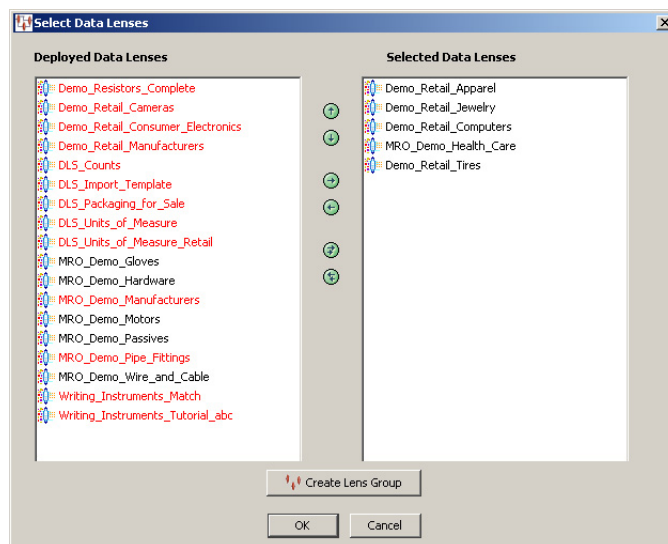 Select Data Lenses
Deployed Data Lenses
Demo_Resistors_Complete
Demo_Retail_Cameras
Demo_Retail_Consumer_Electronics
Demo_Retail_Manufacturers
DLS_Counts
DLS_Import_Template
DLS_Packaging_for_Sale
DLS_Units_of_Measure
DLS_Units_of_Measure_Retail
MRO_Demo_Gloves
MRO_Demo_Hardware
MRO_Demo_Manufacturers
MRO_Demo_Motors
MRO_Demo_Passives
MRO_Demo_Pipe_Fittings
MRO_Demo_Wire_and_Cable
Writing_Instruments_Match
Writing_Instruments_Tutorial_abc
Selected Data Lenses
Demo_Retail_Apparel
Demo_Retail_Jewelry
Demo_Retail_Computers
MRO_Demo_Health_Care
Demo_Retail_Tires
Create Lens Group
OK
Cancel